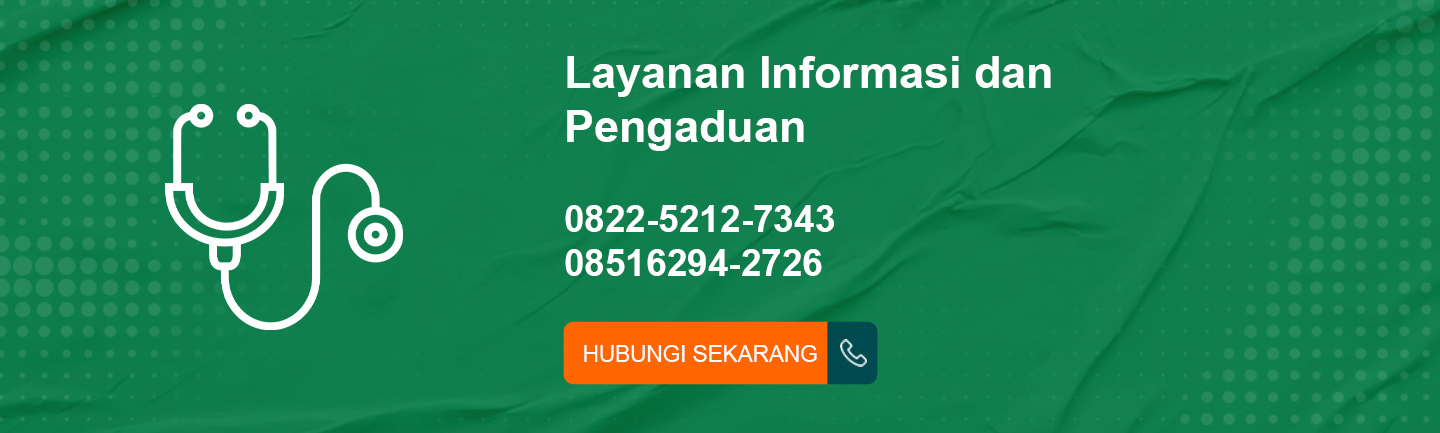 Layanan Informasi dan
Pengaduan
0822-5212-7343
08516294-2726
HUBUNGI SEKARANG